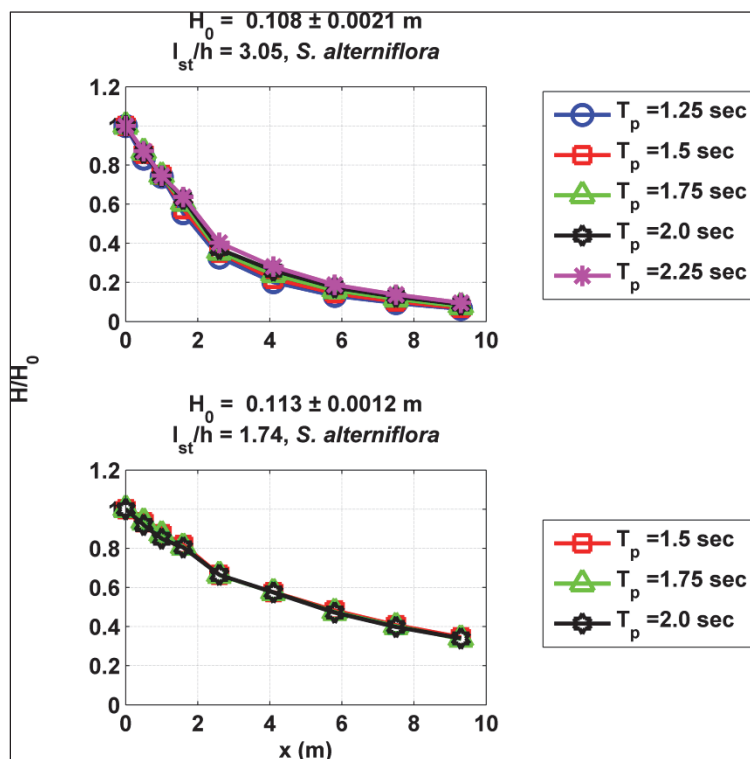 H0 = 0.108 ± 0.0021 m
lst/h = 3.05, S. alterniflora
1.2
1
0.8
0.6
0.4
0.2
0
0 2 4 6 8 10
Tp =1.25 sec
Tp =1.5 sec
Tp =1.75 sec
Tp =2.0 sec
Tp =2.25 sec
H/H0
H0 = 0.113 ± 0.0012 m
lst/h = 1.74, S. alterniflora
1.2
1
0.8
0.6
0.4
0.2
0
0 2 4 6 8 10
x (m)
Tp =1.5 sec
Tp =1.75 sec
Tp =2.0 sec